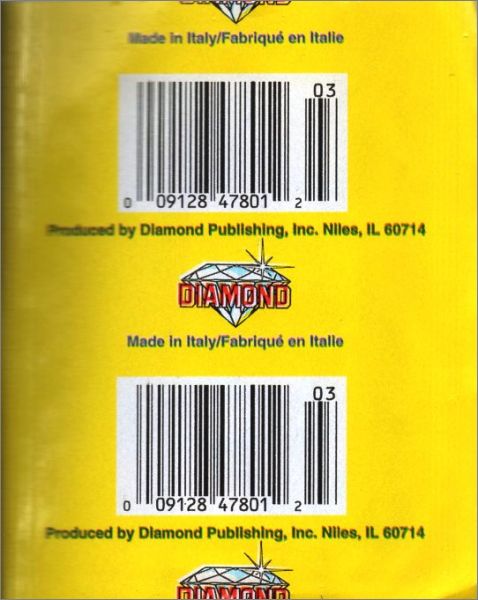 Made in Italy/Fabriqué en Italie
03
0 09128 47801 2
Produced by Diamond Publishing, Inc. Niles, IL 60714
DIAMOND
Made in Italy/Fabriqué en Italie
03
0 09128 47801 2
Produced by Diamond Publishing, Inc. Niles, IL 60714